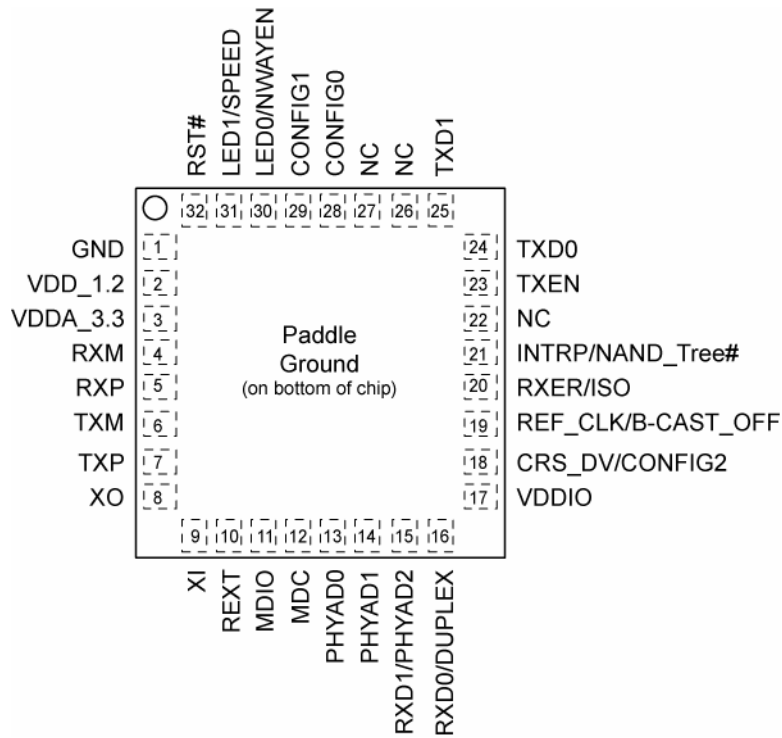 RST#
LED1/SPEED
LED0/NWAYEN
CONFIG1
CONFIG0
NC
NC
TXD1
32 31 30 29 28 27 26 25
GND 1
VDD_1.2 2
VDDA_3.3 3
RXM 4
RXP 5
TXM 6
TXP 7
XO 8
Paddle
Ground
(on bottom of chip)
24 TXD0
23 TXEN
22 NC
21 INTRP/NAND_Tree#
20 RXER/ISO
19 REF_CLK/B-CAST_OFF
18 CRS_DV/CONFIG2
17 VDDIO
9 10 11 12 13 14 15 16
XI
REXT
MDIO
MDC
PHYAD0
PHYAD1
RXD1/PHYAD2
RXD0/DUPLEX